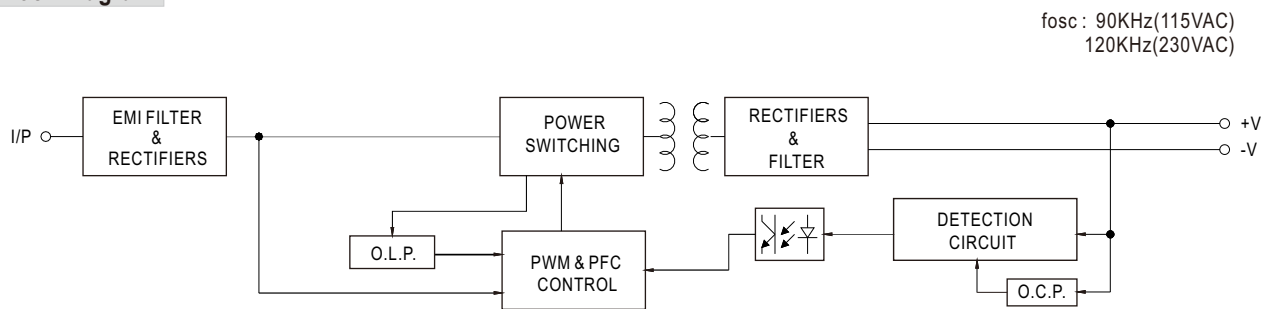 fosc : 90KHz(115VAC)
120KHz(230VAC)
I/P
EMI FILTER
&
RECTIFIERS
POWER
SWITCHING
RECTIFIERS
&
FILTER
+V
-V
O.L.P.
PWM & PFC
CONTROL
DETECTION
CIRCUIT
O.C.P.